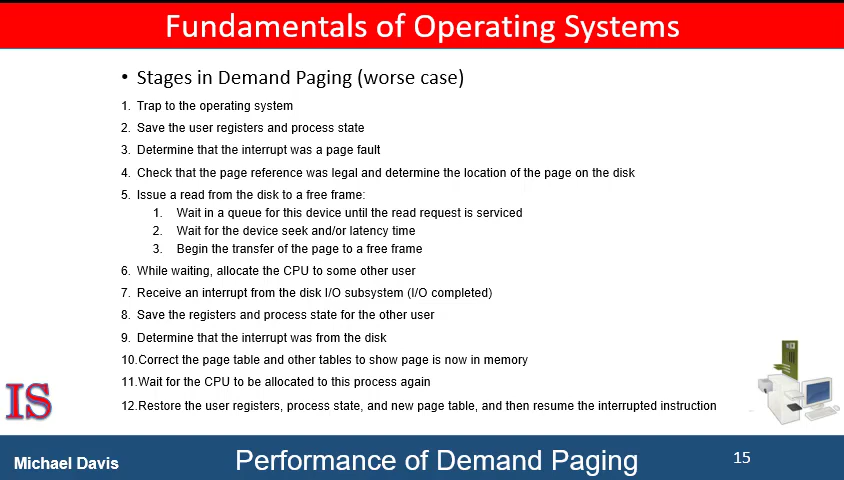 Fundamentals of Operating Systems
• Stages in Demand Paging (worse case)
1. Trap to the operating system
2. Save the user registers and process state
3. Determine that the interrupt was a page fault
4. Check that the page reference was legal and determine the location of the page on the disk
5. Issue a read from the disk to a free frame:
1. Wait in a queue for this device until the read request is serviced
2. Wait for the device seek and/or latency time
3. Begin the transfer of the page to a free frame
6. While waiting, allocate the CPU to some other user
7. Receive an interrupt from the disk I/O subsystem (I/O completed)
8. Save the registers and process state for the other user
9. Determine that the interrupt was from the disk
10.Correct the page table and other tables to show page is now in memory
11.Wait for the CPU to be allocated to this process again
12.Restore the user registers, process state, and new page table, and then resume the interrupted instruction
IS
Michael Davis
Performance of Demand Paging
15